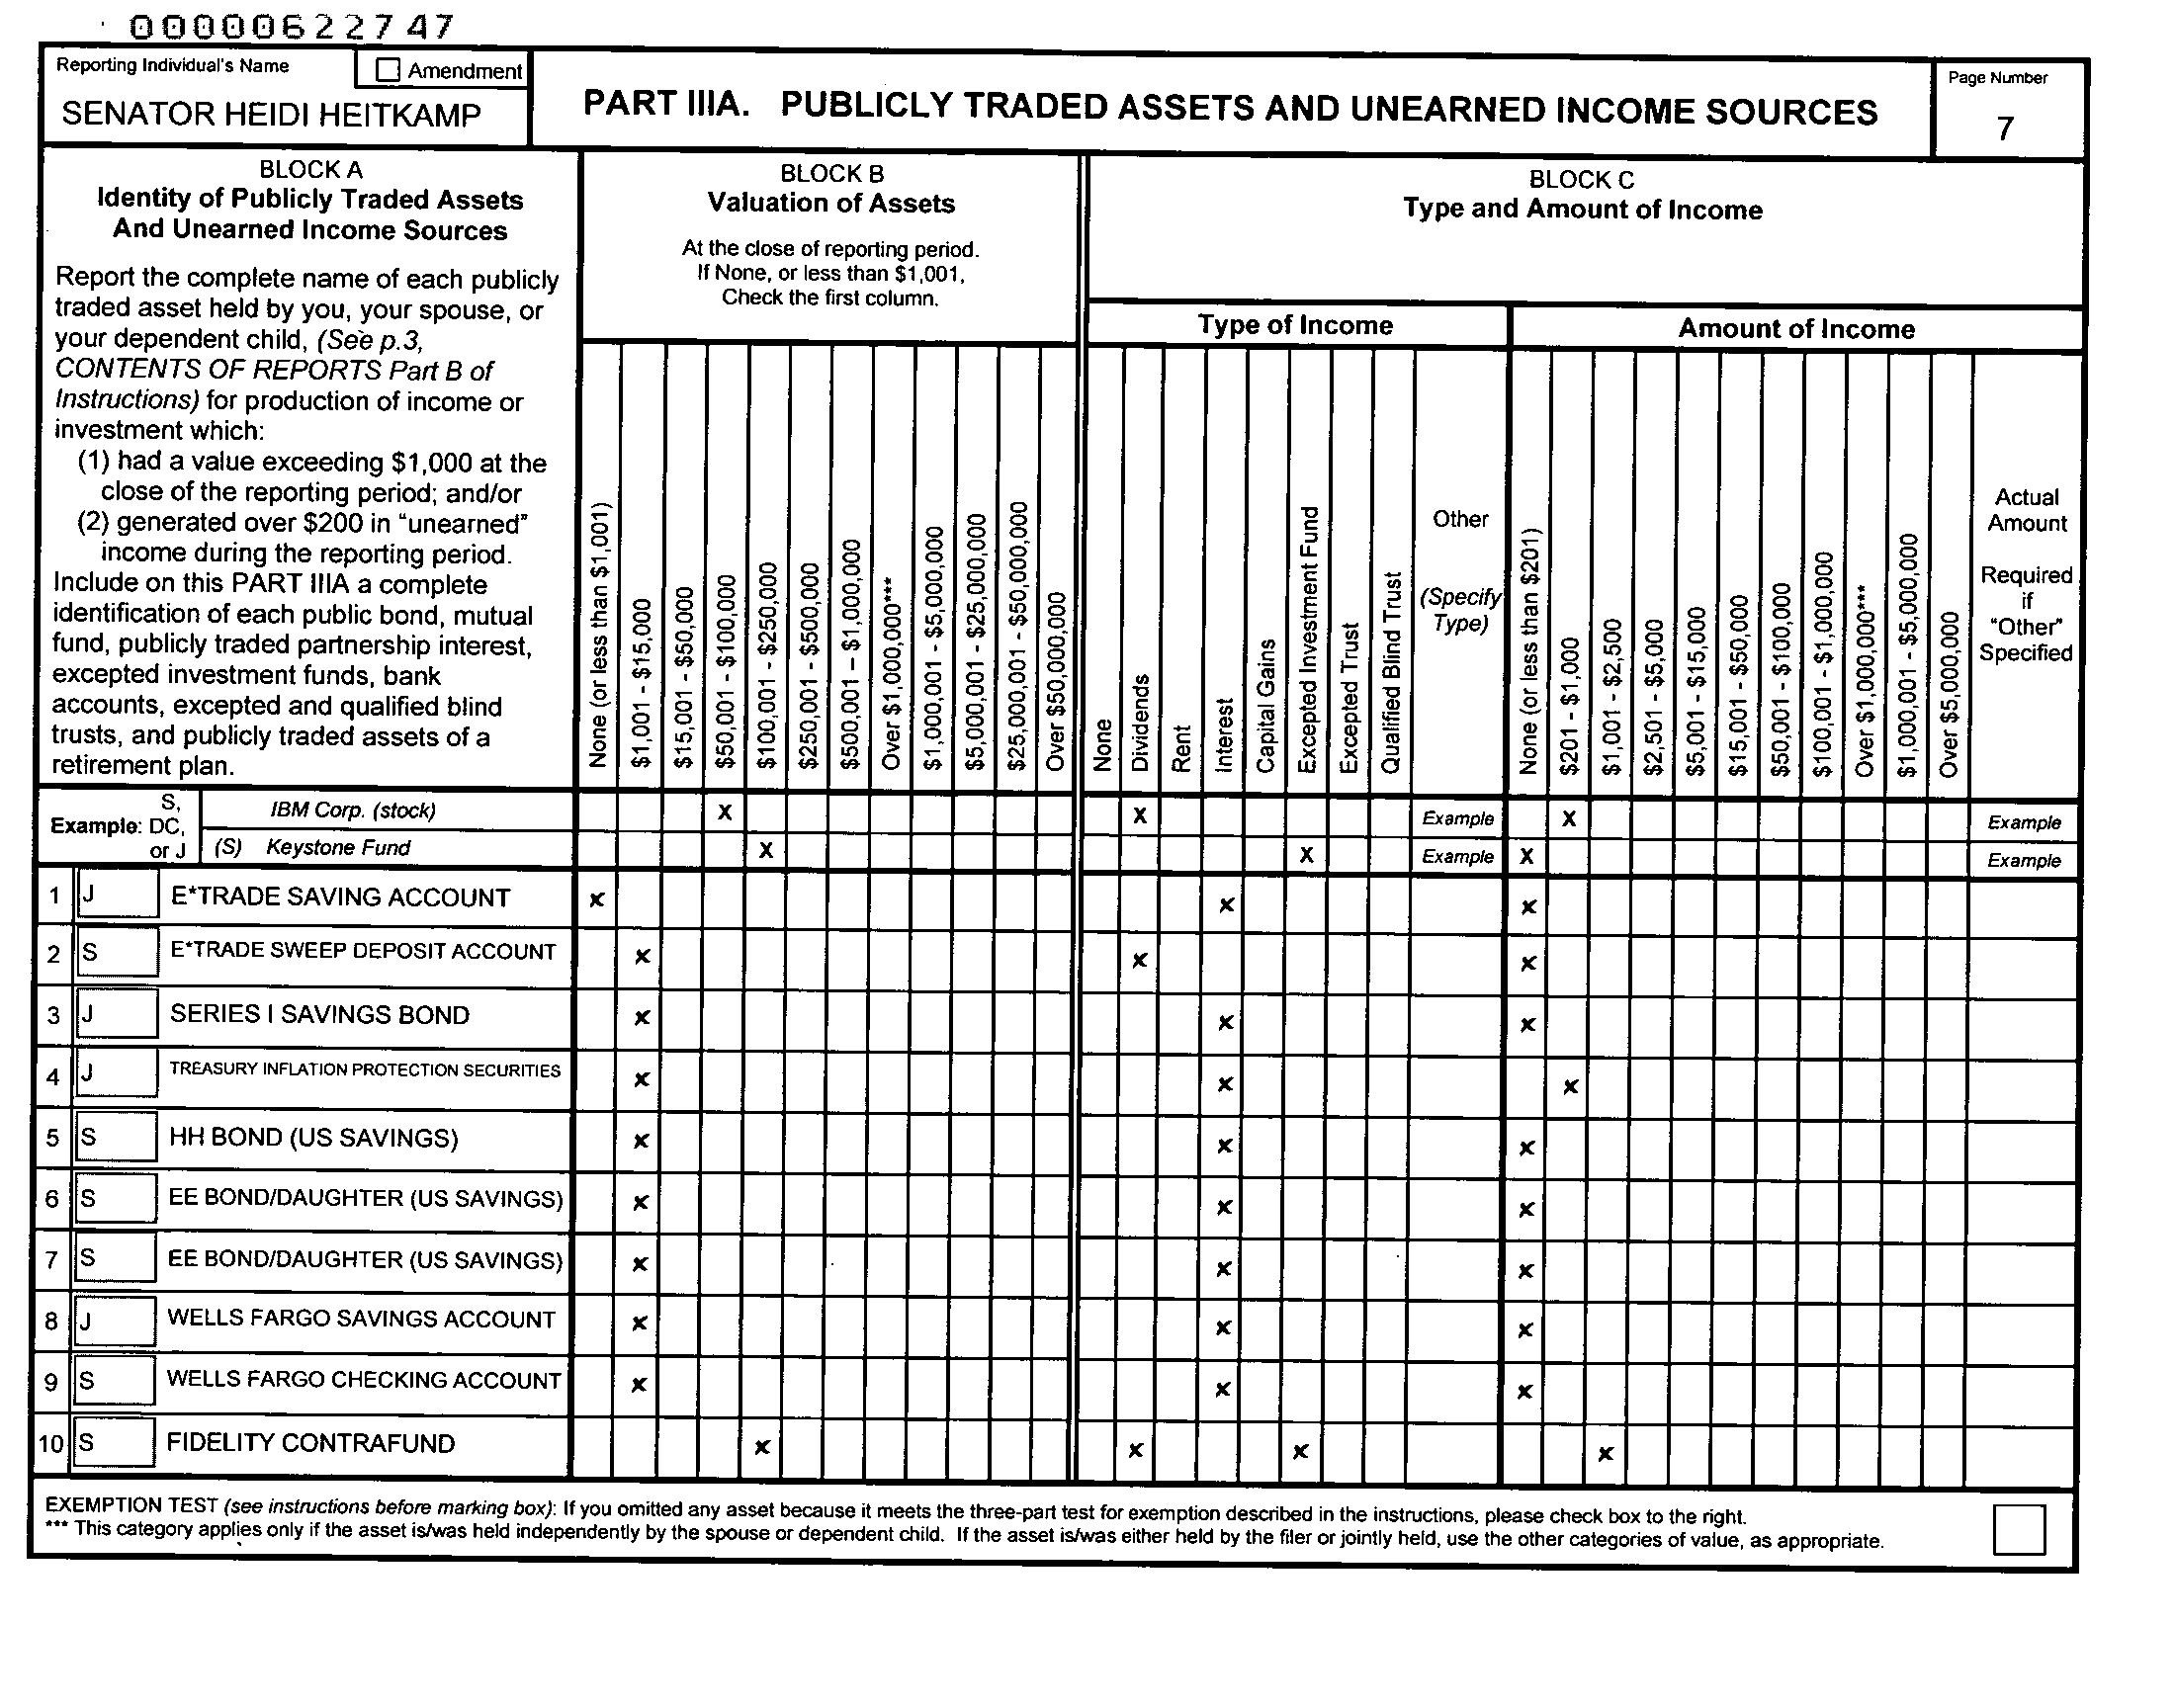 00000622747
Reporting Individual's Name
Amendment
SENATOR HEIDI HEITKAMP
PART IIIA. PUBLICLY TRADED ASSETS AND UNEARNED INCOME SOURCES
Page Number
7
BLOCK A
Identity of Publicly Traded Assets
And Unearned Income Sources
Report the complete name of each publicly
traded asset held by you, your spouse, or
your dependent child, (See p.3,
CONTENTS OF REPORTS Part B of
Instructions) for production of income or
investment which:
(1) had a value exceeding $1,000 at the
close of the reporting period; and/or
(2) generated over $200 in "unearned"
income during the reporting period.
Include on this PART IIIA a complete
identification of each public bond, mutual
fund, publicly traded partnership interest,
excepted investment funds, bank
accounts, excepted and qualified blind
trusts, and publicly traded assets of a
retirement plan.
BLOCK B
Valuation of Assets
At the close of reporting period.
If None, or less than $1,001,
Check the first column.
None (or less than $1,001)
$1,001 - $15,000
$15,001 - $50,000
$50,001 - $100,000
$100,001 - $250,000
$250,001 - $500,000
$500,001 – $1,000,000
Over $1,000,000***
$1,000,001 - $5,000,000
$5,000,001 - $25,000,000
$25,000,001 - $50,000,000
Over $50,000,000
BLOCK C
Type and Amount of Income
Type of Income
None
Dividends
Rent
Interest
Capital Gains
Excepted Investment Fund
Excepted Trust
Qualified Blind Trust
Other
(Specify
Type)
Amount of Income
None (or less than $201)
$201 - $1,000
$1,001 - $2,500
$2,501 - $5,000
$5,001 - $15,000
$15,001 - $50,000
$50,001 - $100,000
$100,001 - $1,000,000
Over $1,000,000***
$1,000,001 - $5,000,000
Over $5,000,000
Actual
Amount
Required
if
"Other"
Specified
Example: S, DC, or J
IBM Corp. (stock) X X Example X Example
(S) Keystone Fund X X Example X Example
1 J E*TRADE SAVING ACCOUNT x x x
2 S E*TRADE SWEEP DEPOSIT ACCOUNT x x x
3 J SERIES I SAVINGS BOND x x x
4 J TREASURY INFLATION PROTECTION SECURITIES x x x
5 S HH BOND (US SAVINGS) x x x
6 S EE BOND/DAUGHTER (US SAVINGS) x x x
7 S EE BOND/DAUGHTER (US SAVINGS) x x x
8 J WELLS FARGO SAVINGS ACCOUNT x x x
9 S WELLS FARGO CHECKING ACCOUNT x x x
10 S FIDELITY CONTRAFUND x x x x
EXEMPTION TEST (see instructions before marking box): If you omitted any asset because it meets the three-part test for exemption described in the instructions, please check box to the right.
*** This category applies only if the asset is/was held independently by the spouse or dependent child. If the asset is/was either held by the filer or jointly held, use the other categories of value, as appropriate.